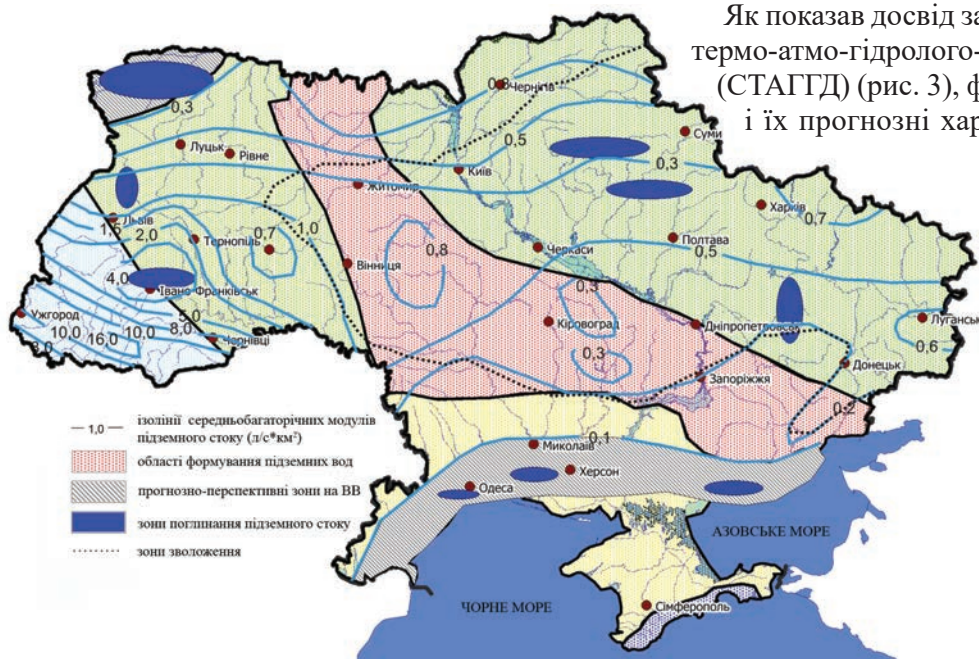 Як показав досвід за
термо-атмо-гідролого-
(СТАГГД) (рис. 3), ф
і їх прогнозні хар
0,3
Чернігів
0,3
0,5
Суми
Луцьк
Рівне
Київ
0,3
Житомир
Харків
0,7
Львів
1,5
2,0
Тернопіль
0,7
1,0
0,8
Черкаси
Полтава
0,5
Вінниця
4,0
Івано-Франківськ
0,3
Ужгород
5,0
8,0
Чернівці
10,0
16,0
10,0
Кіровоград
0,3
Дніпропетровськ
Луганськ
0,6
Донецьк
Запоріжжя
0,2
1,0
ізолінії середньобагаторічних модулів
підземного стоку (л/с*км²)
області формування підземних вод
прогнозно-перспективні зони на ВВ
зони поглинання підземного стоку
зони зволоження
0,1
Миколаїв
Херсон
Одеса
АЗОВСЬКЕ МОРЕ
ЧОРНЕ МОРЕ
Сімферополь